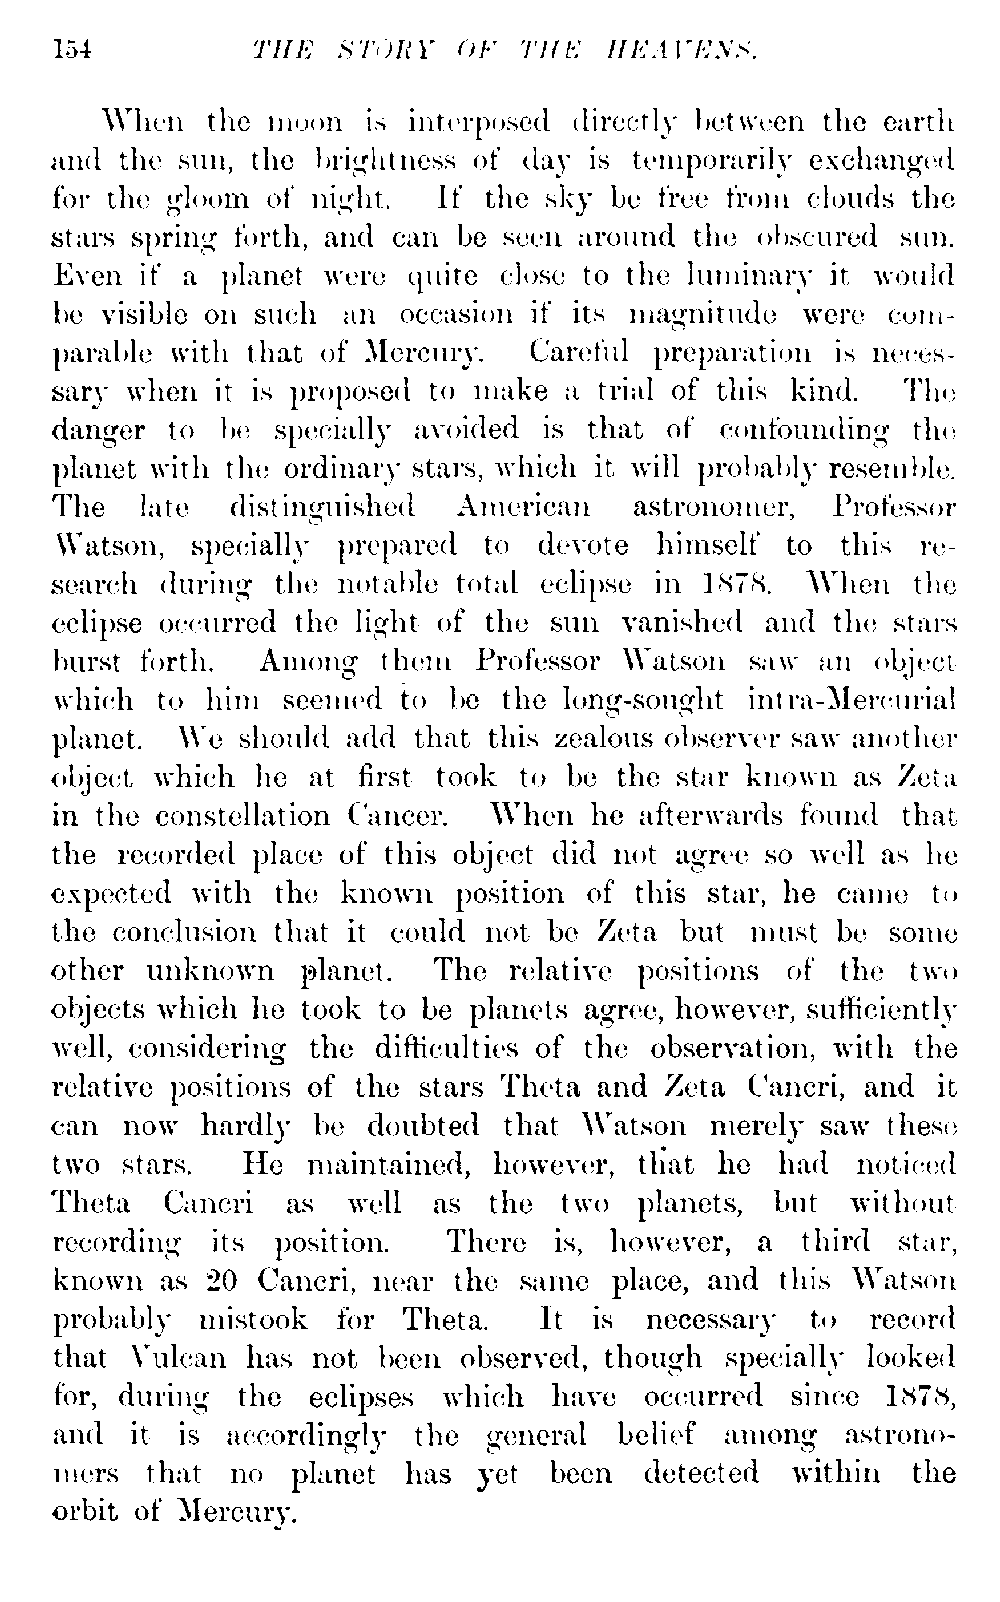 154 THE STORY OF THE HEAVENS.
When the moon is interposed directly between the earth
and the sun, the brightness of day is temporarily exchanged
for the gloom of night. If the sky be free from clouds the
stars spring forth, and can be seen around the obscured sun.
Even if a planet were quite close to the luminary it would
be visible on such an occasion if its magnitude were com-
parable with that of Mercury. Careful preparation is neces-
sary when it is proposed to make a trial of this kind. The
danger to be specially avoided is that of confounding the
planet with the ordinary stars, which it will probably resemble.
The late distinguished American astronomer, Professor
Watson, specially prepared to devote himself to this re-
search during the notable total eclipse in 1878. When the
eclipse occurred the light of the sun vanished and the stars
burst forth. Among them Professor Watson saw an object
which to him seemed to be the long-sought intra-Mercurial
planet. We should add that this zealous observer saw another
object which he at first took to be the star known as Zeta
in the constellation Cancer. When he afterwards found that
the recorded place of this object did not agree so well as he
expected with the known position of this star, he came to
the conclusion that it could not be Zeta but must be some
other unknown planet. The relative positions of the two
objects which he took to be planets agree, however, sufficiently
well, considering the difficulties of the observation, with the
relative positions of the stars Theta and Zeta Cancri, and it
can now hardly be doubted that Watson merely saw these
two stars. He maintained, however, that he had noticed
Theta Cancri as well as the two planets, but without
recording its position. There is, however, a third star,
known as 20 Cancri, near the same place, and this Watson
probably mistook for Theta. It is necessary to record
that Vulcan has not been observed, though specially looked
for, during the eclipses which have occurred since 1878,
and it is accordingly the general belief among astrono-
mers that no planet has yet been detected within the
orbit of Mercury.